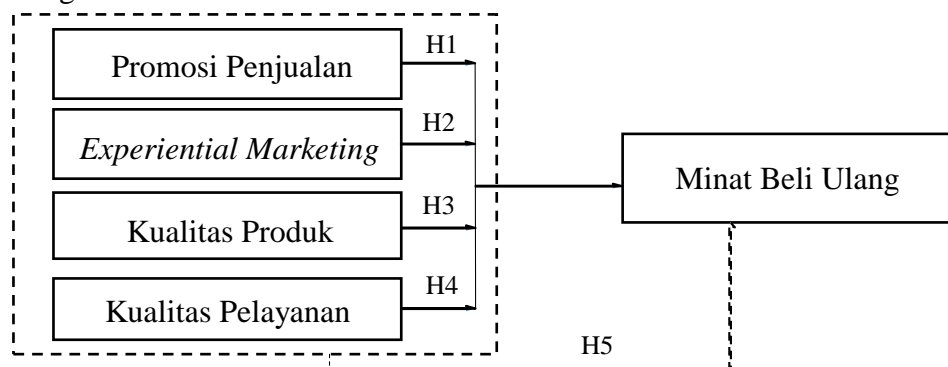 Promosi Penjualan
H1
Experiential Marketing
H2
Kualitas Produk
H3
Kualitas Pelayanan
H4
Minat Beli Ulang
H5